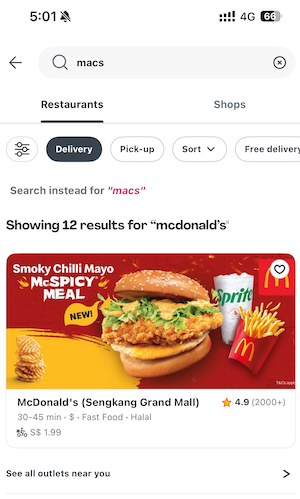 5:01
4G 66
macs
Restaurants
Shops
Delivery
Pick-up
Sort
Free delivery
Search instead for "macs"
Showing 12 results for “mcdonald’s”
Smoky Chilli Mayo
McSPICY
MEAL
NEW!
Sprite
T&Cs apply
McDonald's (Sengkang Grand Mall)
4.9 (2000+)
30-45 min · $ · Fast Food · Halal
S$ 1.99
See all outlets near you